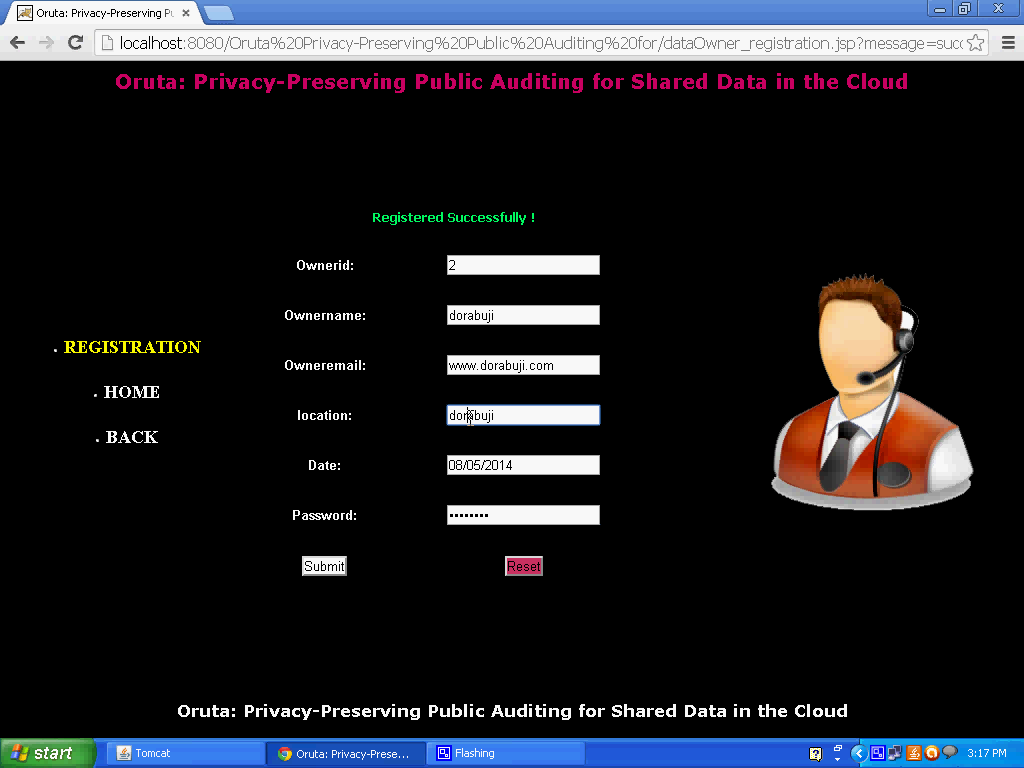 Oruta: Privacy-Preserving Pu
localhost:8080/Oruta%20Privacy-Preserving%20Public%20Auditing%20for/dataOwner_registration.jsp?message=succ
Oruta: Privacy-Preserving Public Auditing for Shared Data in the Cloud
Registered Successfully !
Ownerid: 2
Ownername: dorabuji
Owneremail: www.dorabuji.com
location: dorabuji
Date: 08/05/2014
Password: ••••••••
Submit Reset
. REGISTRATION
. HOME
. BACK
Oruta: Privacy-Preserving Public Auditing for Shared Data in the Cloud
start Tomcat Oruta: Privacy-Prese... Flashing 3:17 PM